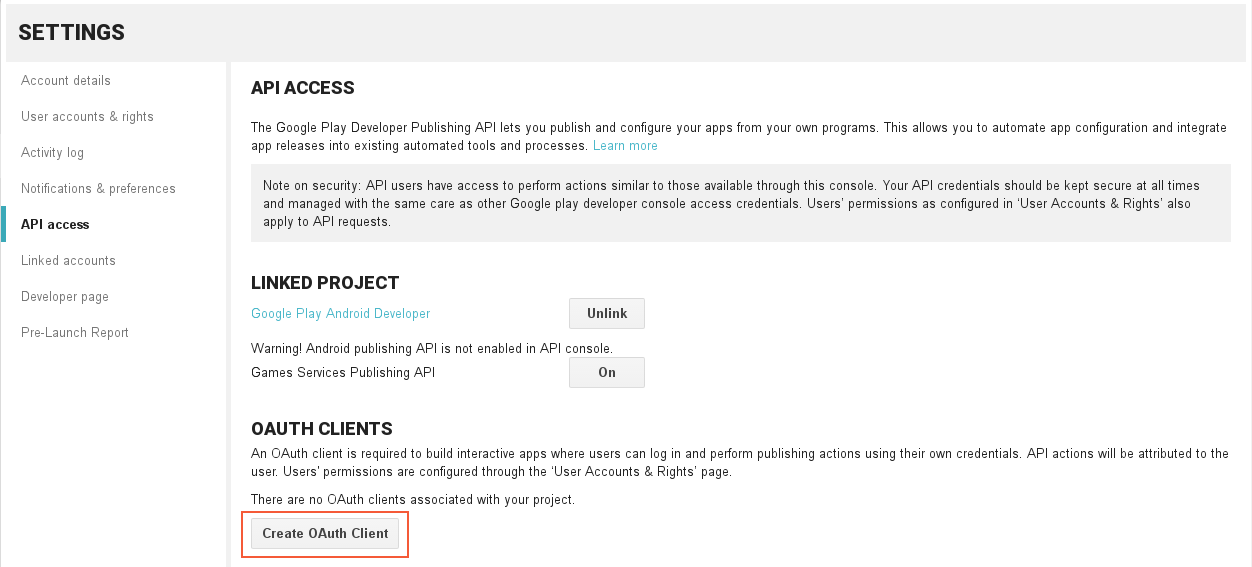 SETTINGS
Account details
User accounts & rights
Activity log
Notifications & preferences
API access
Linked accounts
Developer page
Pre-Launch Report
API ACCESS
The Google Play Developer Publishing API lets you publish and configure your apps from your own programs. This allows you to automate app configuration and integrate
app releases into existing automated tools and processes. Learn more
Note on security: API users have access to perform actions similar to those available through this console. Your API credentials should be kept secure at all times
and managed with the same care as other Google play developer console access credentials. Users’ permissions as configured in ‘User Accounts & Rights’ also
apply to API requests.
LINKED PROJECT
Google Play Android Developer Unlink
Warning! Android publishing API is not enabled in API console.
Games Services Publishing API On
OAUTH CLIENTS
An OAuth client is required to build interactive apps where users can log in and perform publishing actions using their own credentials. API actions will be attributed to the
user. Users' permissions are configured through the ‘User Accounts & Rights’ page.
There are no OAuth clients associated with your project.
Create OAuth Client